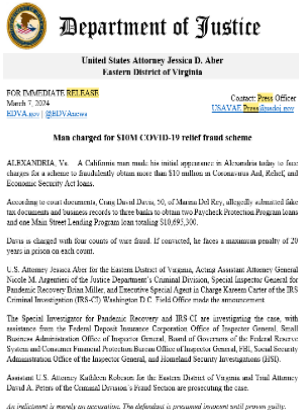 Department of Justice
United States Attorney Jessica D. Aber
Eastern District of Virginia
FOR IMMEDIATE RELEASE
Contact: Press Officer
March 7, 2024
USAVAE.Press@usdoj.gov
EDVA.gov | @EDVAnews
Man charged for $10M COVID-19 relief fraud scheme
ALEXANDRIA, Va. – A California man made his initial appearance in Alexandria today to face
charges for a scheme to fraudulently obtain more than $10 million in Coronavirus Aid, Relief, and
Economic Security Act loans.
According to court documents, Craig David Davis, 50, of Marina Del Rey, allegedly submitted fake
tax documents and business records to three banks to obtain two Paycheck Protection Program loans
and one Main Street Lending Program loan totaling $10,695,300.
Davis is charged with four counts of wire fraud. If convicted, he faces a maximum penalty of 20
years in prison on each count.
U.S. Attorney Jessica D. Aber for the Eastern District of Virginia, Acting Assistant Attorney General
Nicole M. Argentieri of the Justice Department's Criminal Division, Special Inspector General for
Pandemic Recovery Brian Miller, and Executive Special Agent in Charge Kareem Carter of the IRS
Criminal Investigation (IRS-CI) Washington D.C. Field Office made the announcement.
The Special Inspector for Pandemic Recovery and IRS-CI are investigating the case, with
assistance from the Federal Deposit Insurance Corporation Office of Inspector General, Small
Business Administration Office of Inspector General, Board of Governors of the Federal Reserve
System and Consumer Financial Protection Bureau Office of Inspector General, FBI, Social Security
Administration Office of the Inspector General, and Homeland Security Investigations (HSI).
Assistant U.S. Attorney Kathleen Robeson for the Eastern District of Virginia and Trial Attorney
David A. Peters of the Criminal Division's Fraud Section are prosecuting the case.
An indictment is merely an accusation. The defendant is presumed innocent until proven guilty.